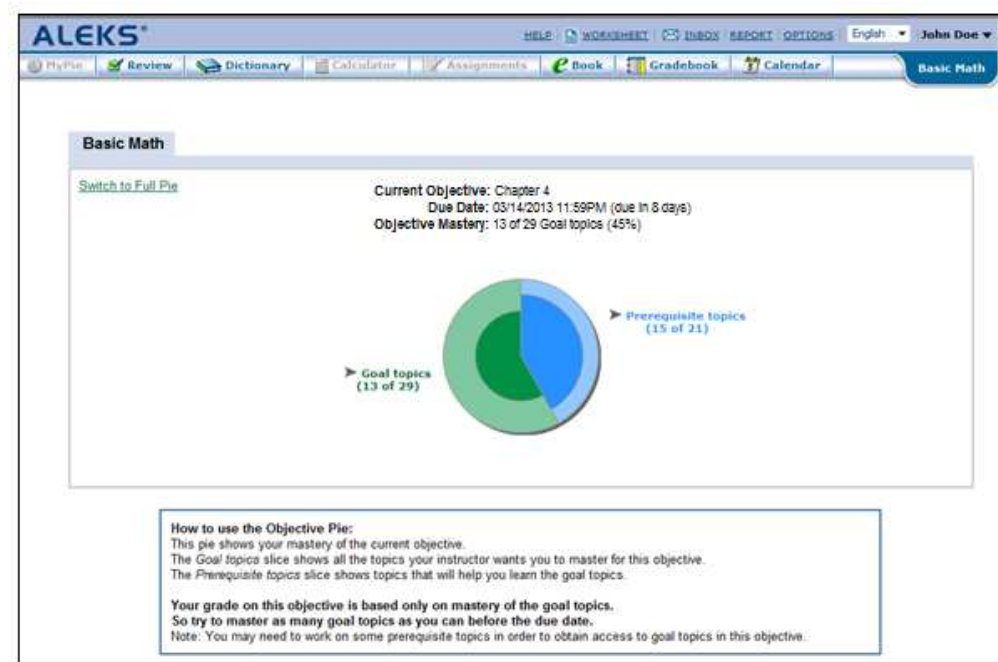 ALEKS®
HELP WORKSHEET INBOX REPORT OPTIONS English John Doe
MyPie Review Dictionary Calculator Assignments eBook Gradebook Calendar Basic Math
Basic Math
Switch to Full Pie
Current Objective: Chapter 4
Due Date: 03/14/2013 11:59PM (due in 8 days)
Objective Mastery: 13 of 29 Goal topics (45%)
Prerequisite topics
(15 of 21)
Goal topics
(13 of 29)
How to use the Objective Pie:
This pie shows your mastery of the current objective.
The Goal topics slice shows all the topics your instructor wants you to master for this objective.
The Prerequisite topics slice shows topics that will help you learn the goal topics.
Your grade on this objective is based only on mastery of the goal topics.
So try to master as many goal topics as you can before the due date.
Note: You may need to work on some prerequisite topics in order to obtain access to goal topics in this objective.